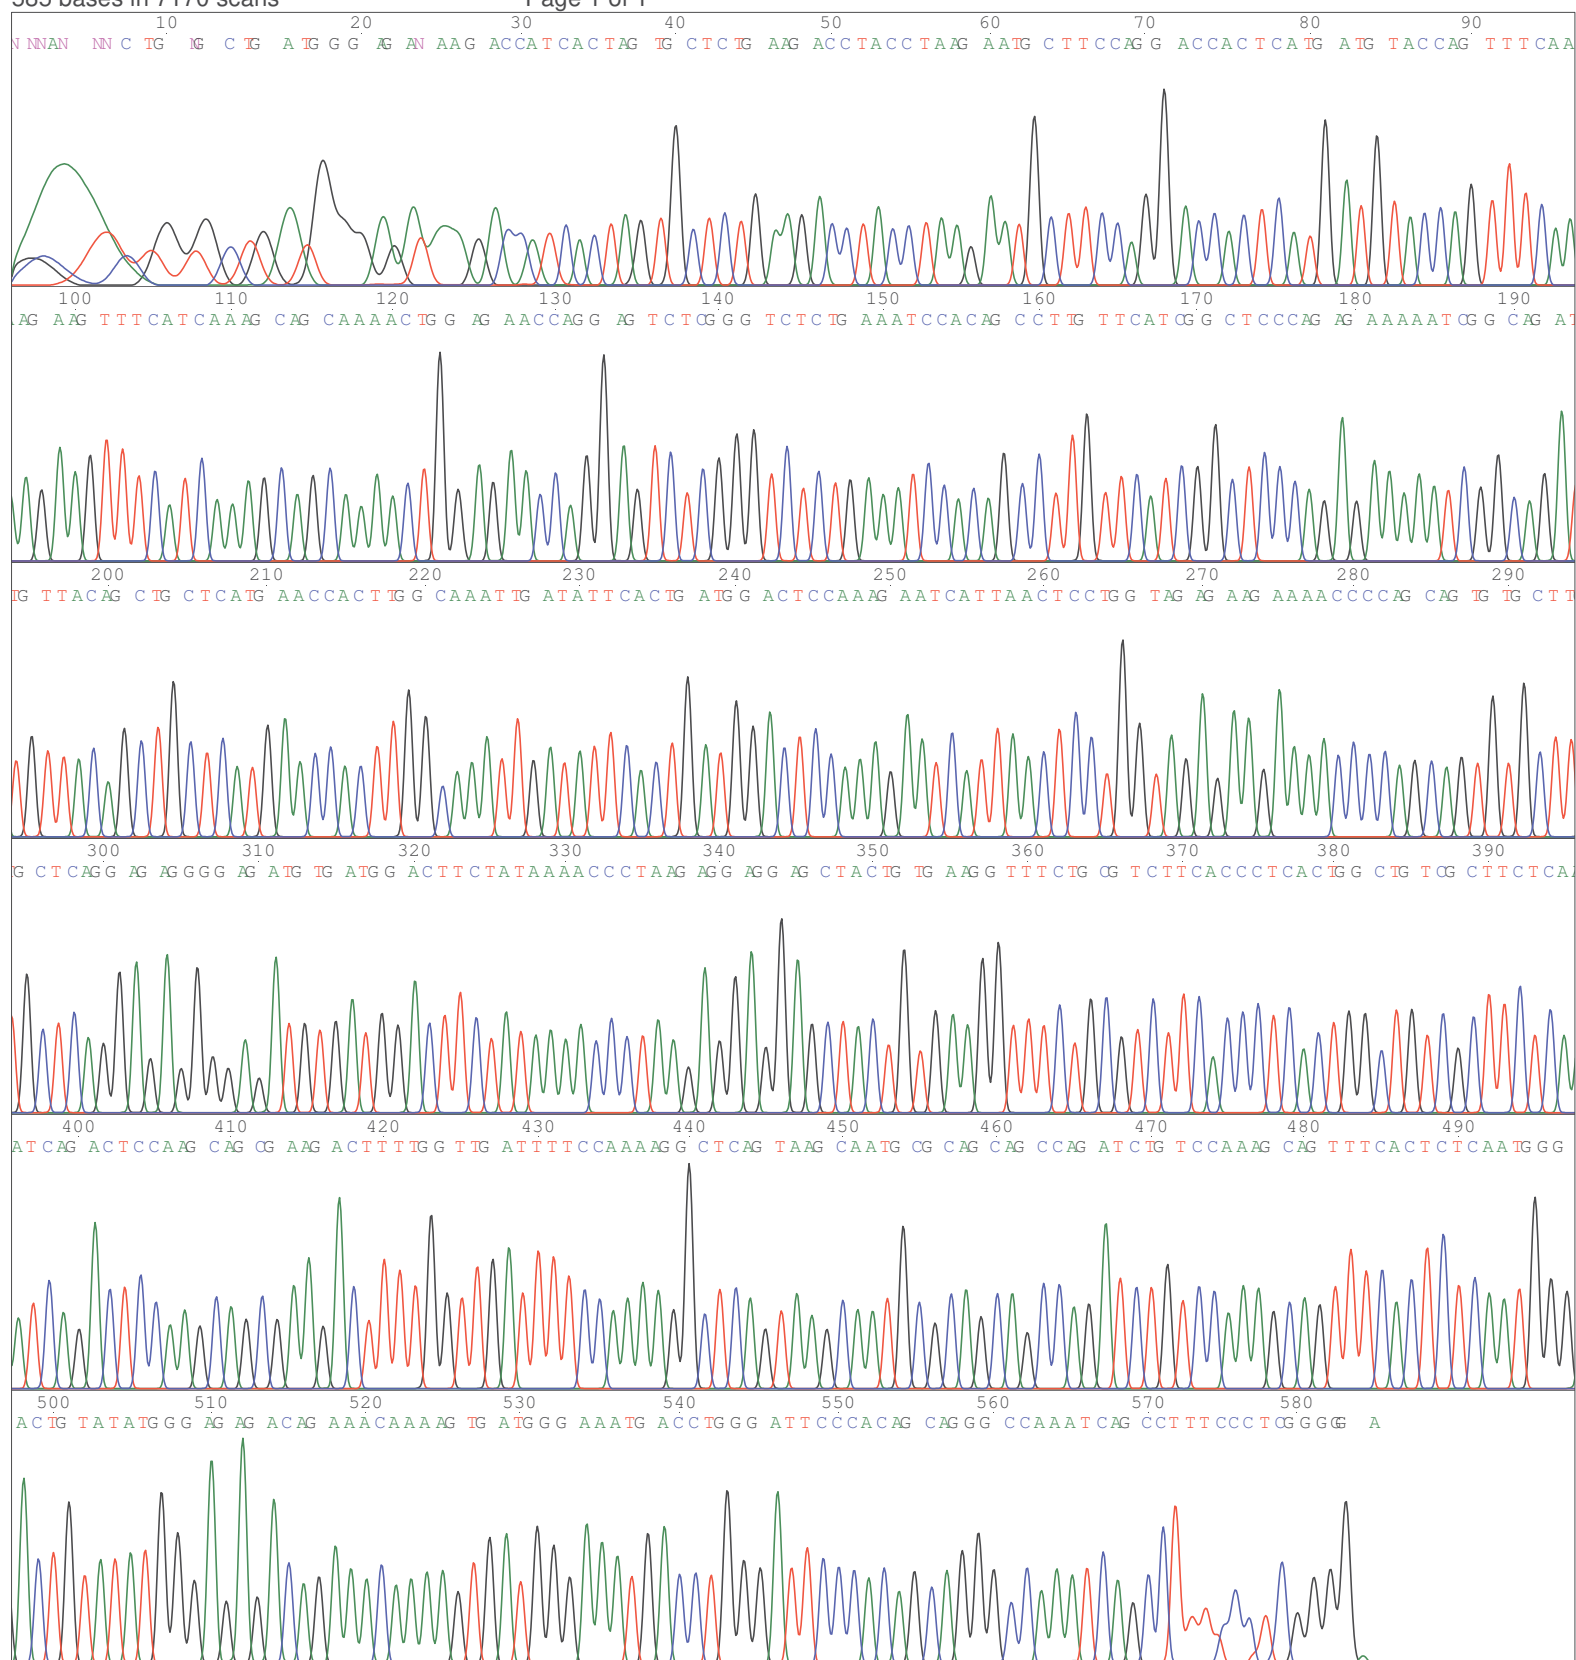 585 bases in 7170 scans Page 1 of 1
10 20 30 40 50 60 70 80 90
N NNAN NN C TG NG C TG A TGG G AG AN AAG ACCATCACTAG TG CTCTG AAG ACCTACCTAAG AATG CTTCCAGG ACCACTCATG ATG TACCAG TTTCAA
100 110 120 130 140 150 160 170 180 190
AG AAG TTTCATCAAAG CAG CAAAACTGG AG AACCAGG AG TCTCGGG TCTCTG AAATCCACAG CCTTG TTCATCGG CTCCCAG AG AAAAATCGG CAG AT
200 210 220 230 240 250 260 270 280 290
TG TTACAG CTG CTCATG AACCACTTGG CAAATTG ATATTCACTG ATGG ACTCCAAAG AATCATTAACTCCTGG TAG AG AAG AAAACCCCAG CAG TG TG CTT
300 310 320 330 340 350 360 370 380 390
G CTCAGG AG AGGGG AG ATG TG ATGG ACTTCTATAAAACCCTAAG AGG AGG AG CTACTG TG AAGG TTTCTG CG TCTTCACCCTCACTGG CTG TCG CTTCTCAA
400 410 420 430 440 450 460 470 480 490
ATCAG ACTCCAAG CAG CG AAG ACTTTTGG TTG ATTTTCCAAAAGG CTCAG TAAG CAATG CG CAG CAG CCAG ATCTG TCCAAAG CAG TTTCACTCTCAATGGG
500 510 520 530 540 550 560 570 580
ACTG TATATGGG AG AG ACAG AAACAAAAG TG ATGGG AAATG ACCTGGG ATTCCCACAG CAGGG CCAAATCAG CCTTTCCCTCGGGGG A